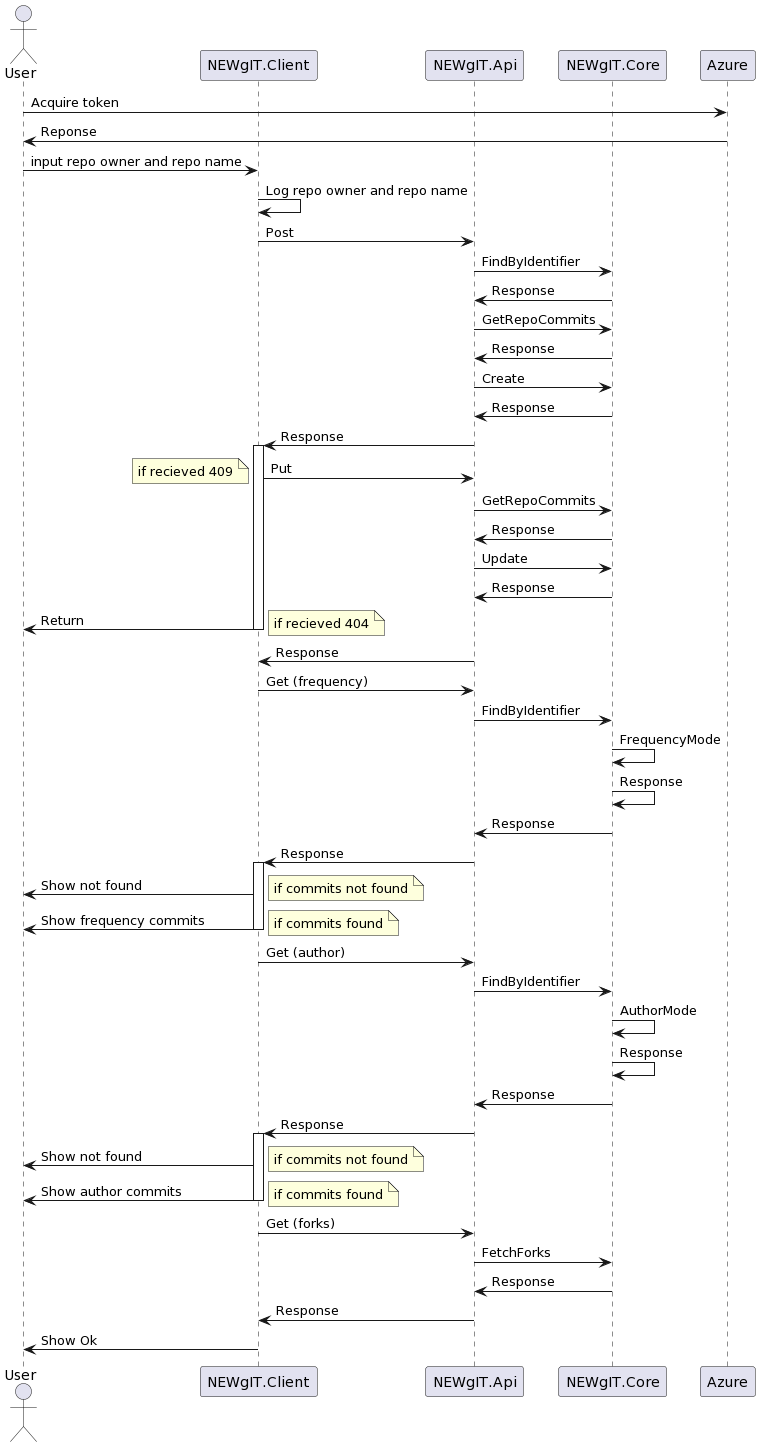 User
NEWgIT.Client
NEWgIT.Api
NEWgIT.Core
Azure
Acquire token
Reponse
input repo owner and repo name
Log repo owner and repo name
Post
FindByIdentifier
Response
GetRepoCommits
Response
Create
Response
Response
if recieved 409
Put
GetRepoCommits
Response
Update
Response
Return
if recieved 404
Response
Get (frequency)
FindByIdentifier
FrequencyMode
Response
Response
Response
Show not found
if commits not found
Show frequency commits
if commits found
Get (author)
FindByIdentifier
AuthorMode
Response
Response
Response
Show not found
if commits not found
Show author commits
if commits found
Get (forks)
FetchForks
Response
Response
Show Ok
User
NEWgIT.Client
NEWgIT.Api
NEWgIT.Core
Azure